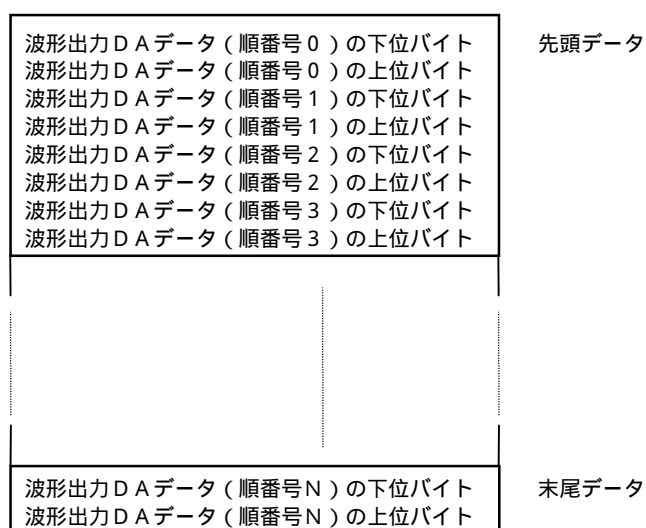 波形出力ＤＡデータ（順番号０）の下位バイト　先頭データ
波形出力ＤＡデータ（順番号０）の上位バイト
波形出力ＤＡデータ（順番号１）の下位バイト
波形出力ＤＡデータ（順番号１）の上位バイト
波形出力ＤＡデータ（順番号２）の下位バイト
波形出力ＤＡデータ（順番号２）の上位バイト
波形出力ＤＡデータ（順番号３）の下位バイト
波形出力ＤＡデータ（順番号３）の上位バイト
波形出力ＤＡデータ（順番号Ｎ）の下位バイト　末尾データ
波形出力ＤＡデータ（順番号Ｎ）の上位バイト